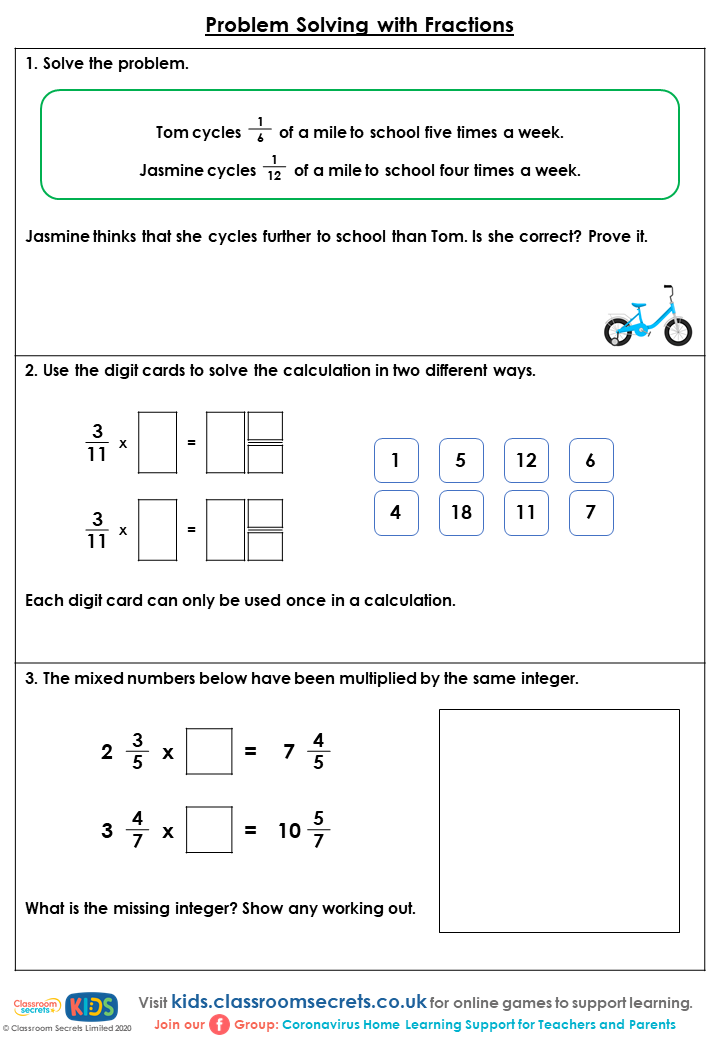 Problem Solving with Fractions
1. Solve the problem.
Tom cycles 1/6 of a mile to school five times a week.
Jasmine cycles 1/12 of a mile to school four times a week.
Jasmine thinks that she cycles further to school than Tom. Is she correct? Prove it.
2. Use the digit cards to solve the calculation in two different ways.
3/11 x =
1 5 12 6
3/11 x =
4 18 11 7
Each digit card can only be used once in a calculation.
3. The mixed numbers below have been multiplied by the same integer.
2 3/5 x = 7 4/5
3 4/7 x = 10 5/7
What is the missing integer? Show any working out.
Classroom Secrets KIDS
© Classroom Secrets Limited 2020
Visit kids.classroomsecrets.co.uk for online games to support learning.
Join our f Group: Coronavirus Home Learning Support for Teachers and Parents